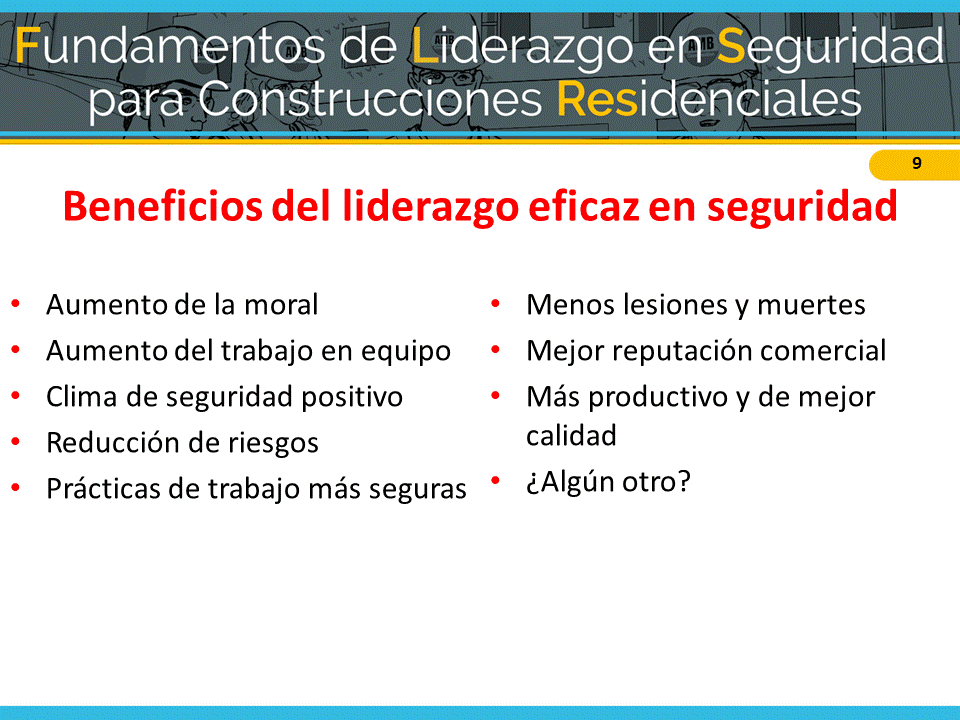 Fundamentos de Liderazgo en Seguridad
para Construcciones Residenciales
9
Beneficios del liderazgo eficaz en seguridad
• Aumento de la moral
• Aumento del trabajo en equipo
• Clima de seguridad positivo
• Reducción de riesgos
• Prácticas de trabajo más seguras
• Menos lesiones y muertes
• Mejor reputación comercial
• Más productivo y de mejor
calidad
• ¿Algún otro?
AMB
AMB